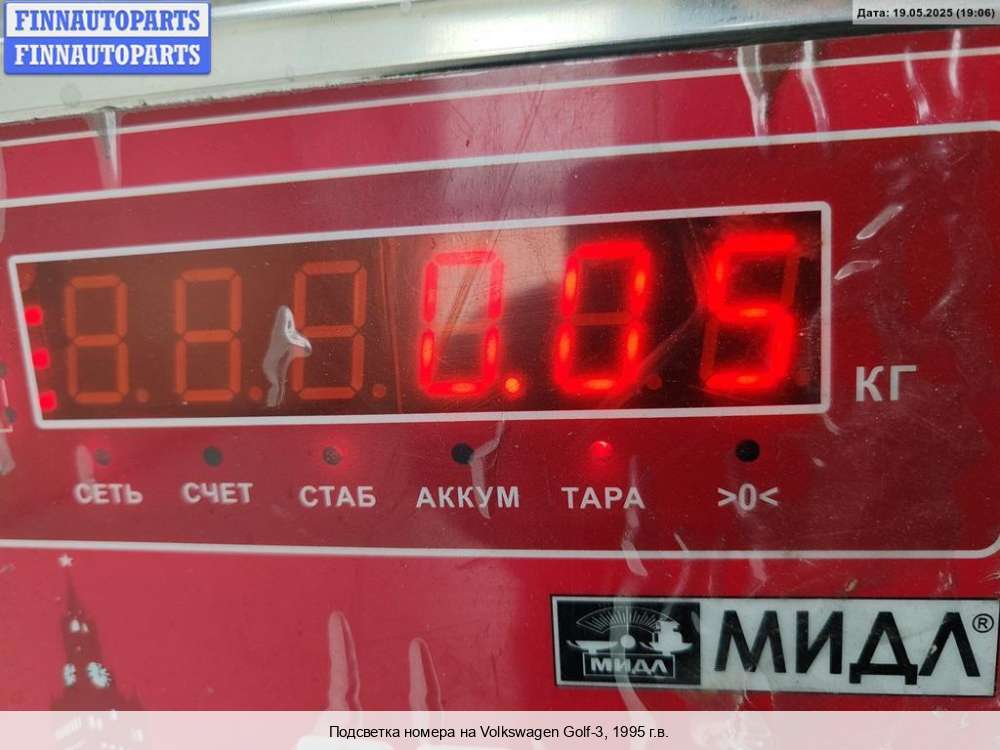 FINNAUTOPARTS
FINNAUTOPARTS
Дата: 19.05.2025 (19:06)
0.05
КГ
СЕТЬ СЧЕТ СТАБ АККУМ ТАРА >0<
МИДЛ
МИДЛ®
Подсветка номера на Volkswagen Golf-3, 1995 г.в.